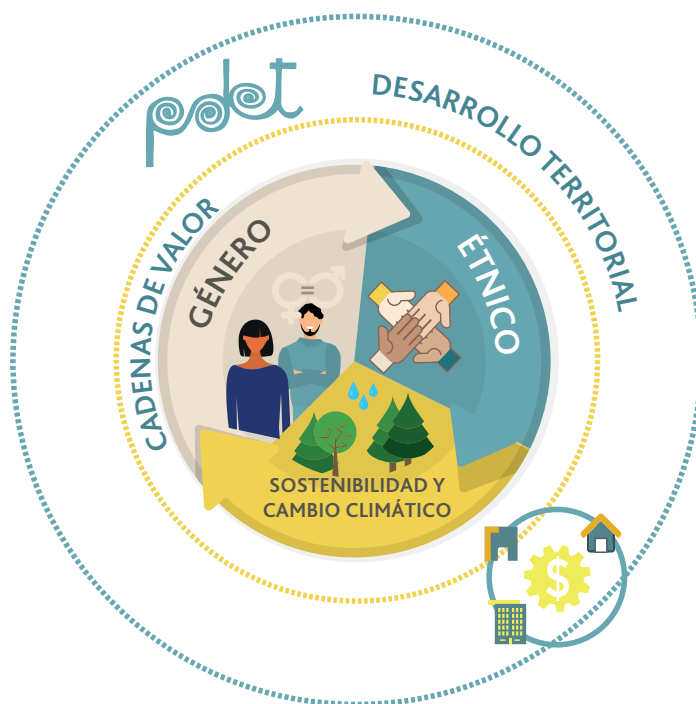 pdet
DESARROLLO TERRITORIAL
CADENAS DE VALOR
GÉNERO
=
ÉTNICO
SOSTENIBILIDAD Y
CAMBIO CLIMÁTICO
$